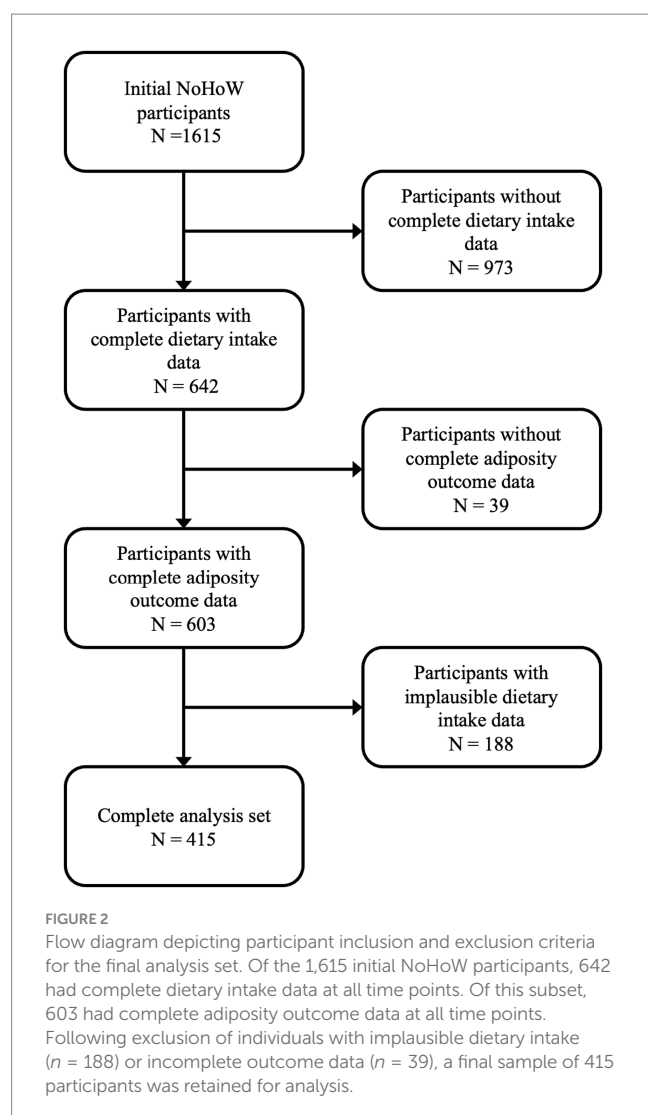 Initial NoHoW
participants
N =1615
Participants without
complete dietary intake
data
N = 973
Participants with
complete dietary intake
data
N = 642
Participants without
complete adiposity
outcome data
N = 39
Participants with
complete adiposity
outcome data
N = 603
Participants with
implausible dietary
intake data
N = 188
Complete analysis set
N = 415
FIGURE 2
Flow diagram depicting participant inclusion and exclusion criteria
for the final analysis set. Of the 1,615 initial NoHoW participants, 642
had complete dietary intake data at all time points. Of this subset,
603 had complete adiposity outcome data at all time points.
Following exclusion of individuals with implausible dietary intake
(n = 188) or incomplete outcome data (n = 39), a final sample of 415
participants was retained for analysis.